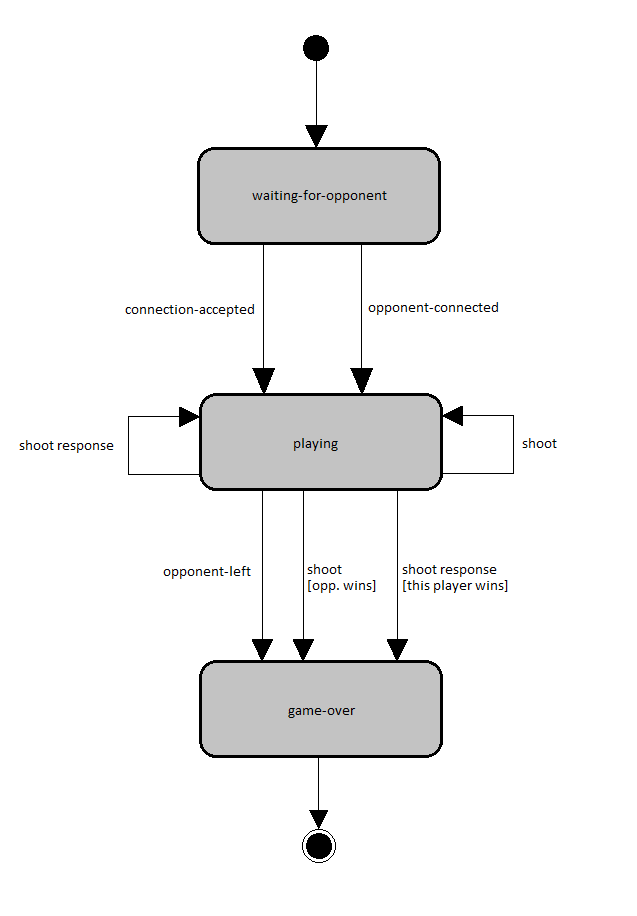 waiting-for-opponent
connection-accepted
opponent-connected
shoot response
playing
shoot
opponent-left
shoot
[opp. wins]
shoot response
[this player wins]
game-over